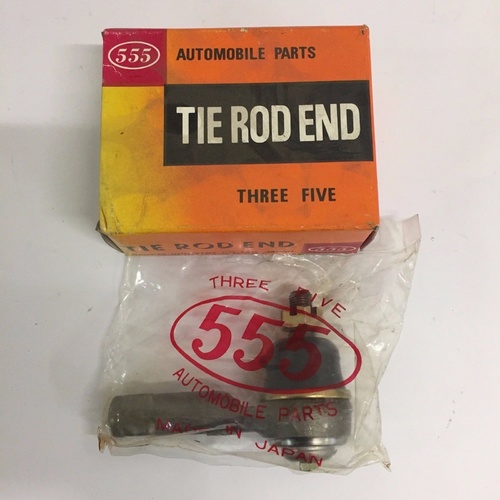 555
AUTOMOBILE PARTS
TIE ROD END
THREE FIVE
TIE ROD END
555
THREE FIVE
555
AUTOMOBILE PARTS
MADE IN JAPAN